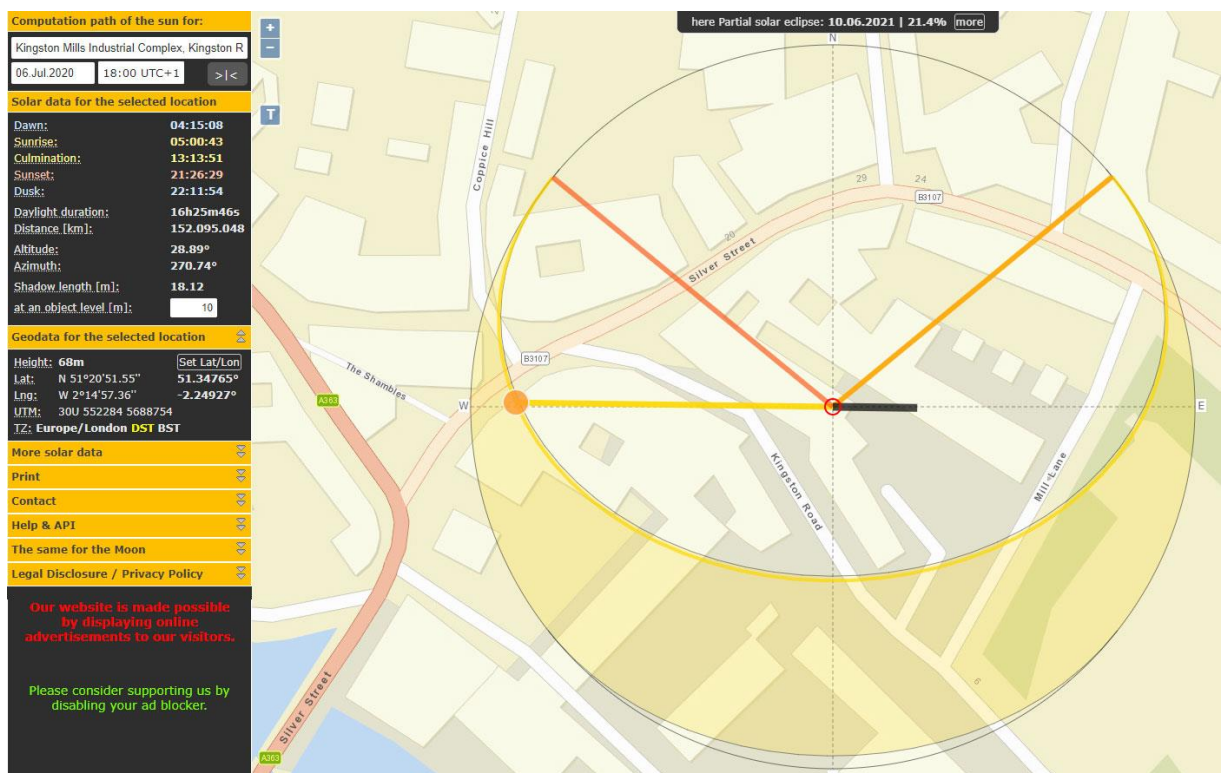 Computation path of the sun for:
Kingston Mills Industrial Complex, Kingston R
06.Jul.2020 18:00 UTC+1 >|<
Solar data for the selected location
Dawn: 04:15:08
Sunrise: 05:00:43
Culmination: 13:13:51
Sunset: 21:26:29
Dusk: 22:11:54
Daylight duration: 16h25m46s
Distance [km]: 152.095.048
Altitude: 28.89°
Azimuth: 270.74°
Shadow length [m]: 18.12
at an object level [m]: 10
Geodata for the selected location
Height: 68m Set Lat/Lon
Lat: N 51°20'51.55'' 51.34765°
Lng: W 2°14'57.36'' -2.24927°
UTM: 30U 552284 5688754
TZ: Europe/London DST BST
More solar data
Print
Contact
Help & API
The same for the Moon
Legal Disclosure / Privacy Policy
Our website is made possible
by displaying online
advertisements to our visitors.
Please consider supporting us by
disabling your ad blocker.
+
−
T
here Partial solar eclipse: 10.06.2021 | 21.4% more
N
Coppice Hill
29 24
B3107
20
Silver Street
B3107
The Shambles
A363
W
E
Kingston Road
Mill Lane
6
Silver Street
A363